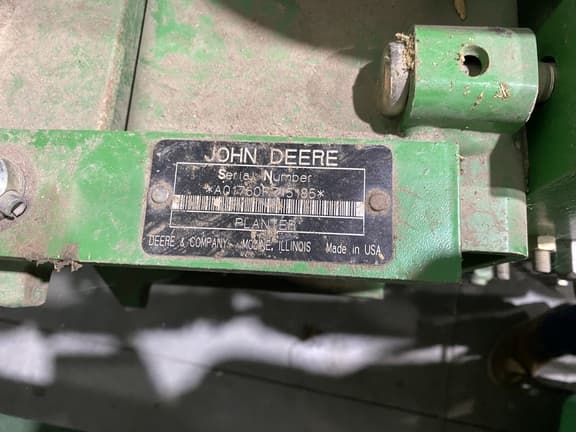 JOHN DEERE
Serial Number
PLANTER
DEERE & COMPANY MOLINE, ILLINOIS Made in USA